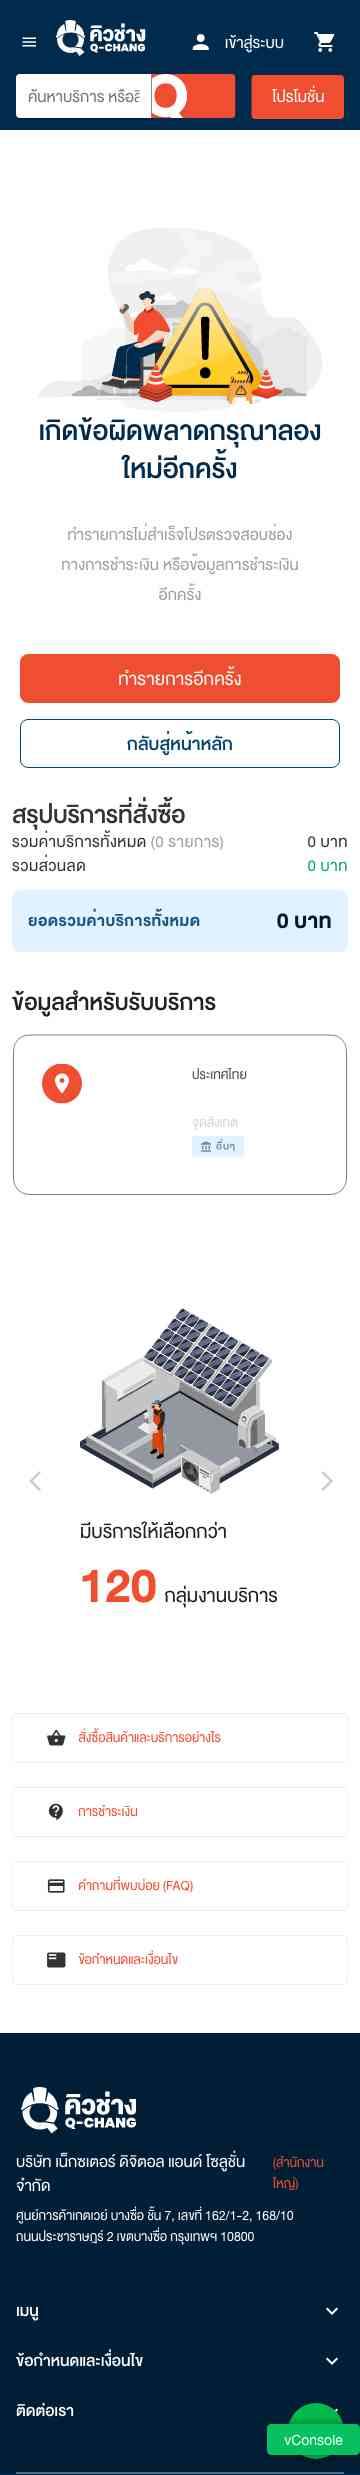 คิวช่าง
Q-CHANG
เข้าสู่ระบบ
ค้นหาบริการ หรือสิ
โปรโมชั่น
เกิดข้อผิดพลาดกรุณาลอง
ใหม่อีกครั้ง
ทำรายการไม่สำเร็จโปรดตรวจสอบช่อง
ทางการชำระเงิน หรือข้อมูลการชำระเงิน
อีกครั้ง
ทำรายการอีกครั้ง
กลับสู่หน้าหลัก
สรุปบริการที่สั่งซื้อ
รวมค่าบริการทั้งหมด (0 รายการ) 0 บาท
รวมส่วนลด 0 บาท
ยอดรวมค่าบริการทั้งหมด 0 บาท
ข้อมูลสำหรับรับบริการ
ประเทศไทย
จุดสังเกต
อื่นๆ
มีบริการให้เลือกกว่า
120 กลุ่มงานบริการ
สั่งซื้อสินค้าและบริการอย่างไร
การชำระเงิน
คำถามที่พบบ่อย (FAQ)
ข้อกำหนดและเงื่อนไข
คิวช่าง
Q-CHANG
บริษัท เน็กซเตอร์ ดิจิตอล แอนด์ โซลูชั่น
จำกัด
(สำนักงาน
ใหญ่)
ศูนย์การค้าเกตเวย์ บางซื่อ ชั้น 7, เลขที่ 162/1-2, 168/10
ถนนประชาราษฎร์ 2 เขตบางซื่อ กรุงเทพฯ 10800
เมนู
ข้อกำหนดและเงื่อนไข
ติดต่อเรา
vConsole